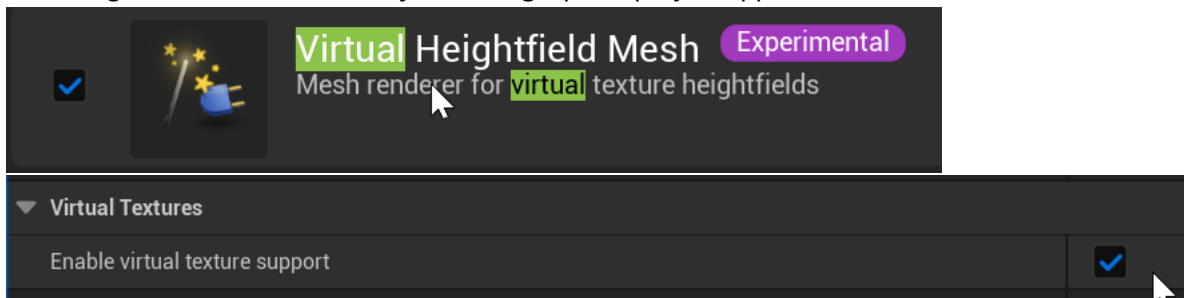 Virtual Heightfield Mesh Experimental
Mesh renderer for virtual texture heightfields
Virtual Textures
Enable virtual texture support